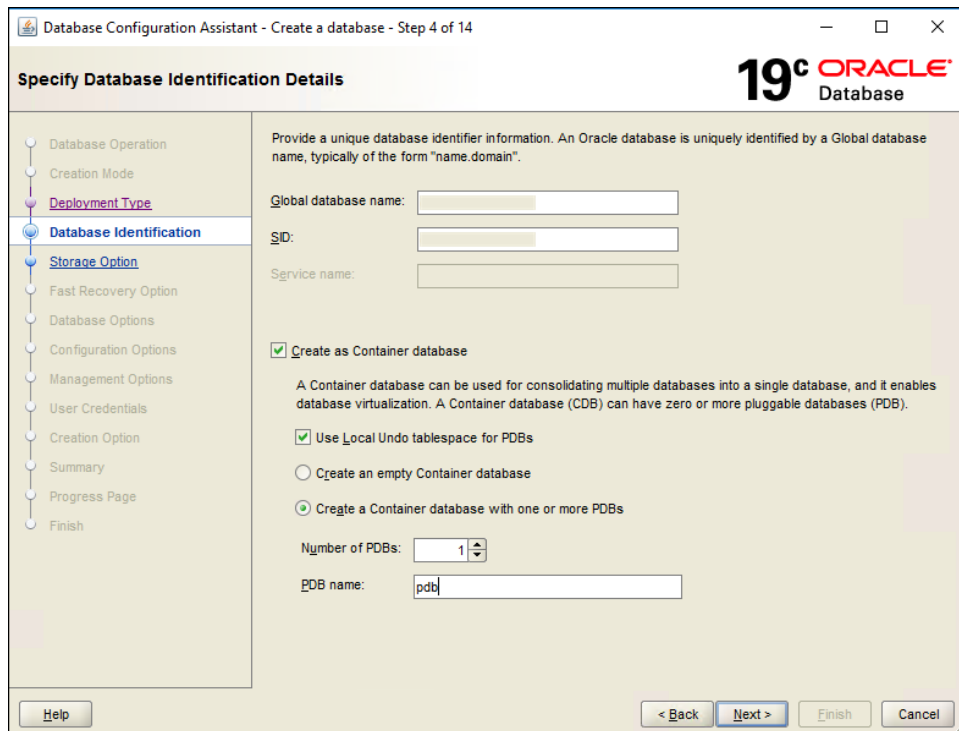 Database Configuration Assistant - Create a database - Step 4 of 14
Specify Database Identification Details
19c ORACLE
Database
Database Operation
Creation Mode
Deployment Type
Database Identification
Storage Option
Fast Recovery Option
Database Options
Configuration Options
Management Options
User Credentials
Creation Option
Summary
Progress Page
Finish
Provide a unique database identifier information. An Oracle database is uniquely identified by a Global database
name, typically of the form "name.domain".
Global database name:
SID:
Service name:
Create as Container database
A Container database can be used for consolidating multiple databases into a single database, and it enables
database virtualization. A Container database (CDB) can have zero or more pluggable databases (PDB).
Use Local Undo tablespace for PDBs
Create an empty Container database
Create a Container database with one or more PDBs
Number of PDBs: 1
PDB name: pdb
Help
< Back Next > Finish Cancel